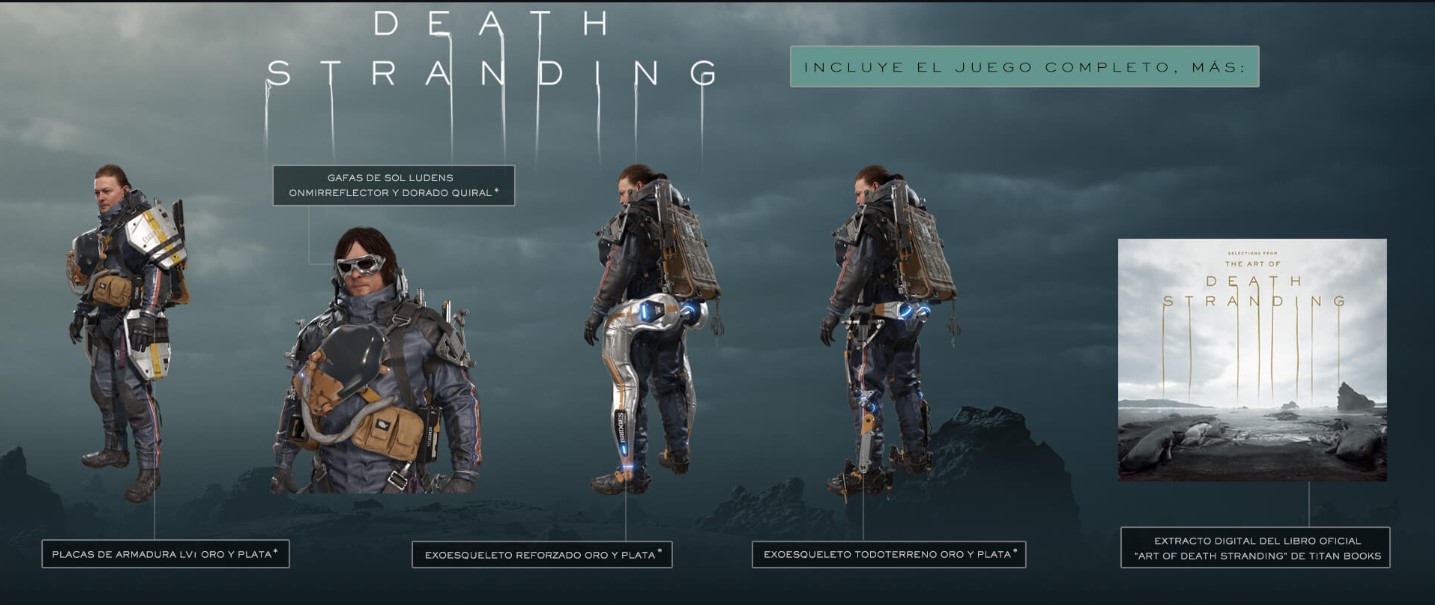 DEATH
STRANDING
INCLUYE EL JUEGO COMPLETO, MÁS:
GAFAS DE SOL LUDENS
ONMIRREFLECTOR Y DORADO QUIRAL*
SELECTIONS FROM
THE ART OF
DEATH
STRANDING
BRIDGES
PLACAS DE ARMADURA LV1 ORO Y PLATA*
EXOESQUELETO REFORZADO ORO Y PLATA*
EXOESQUELETO TODOTERRENO ORO Y PLATA*
EXTRACTO DIGITAL DEL LIBRO OFICIAL
"ART OF DEATH STRANDING" DE TITAN BOOKS